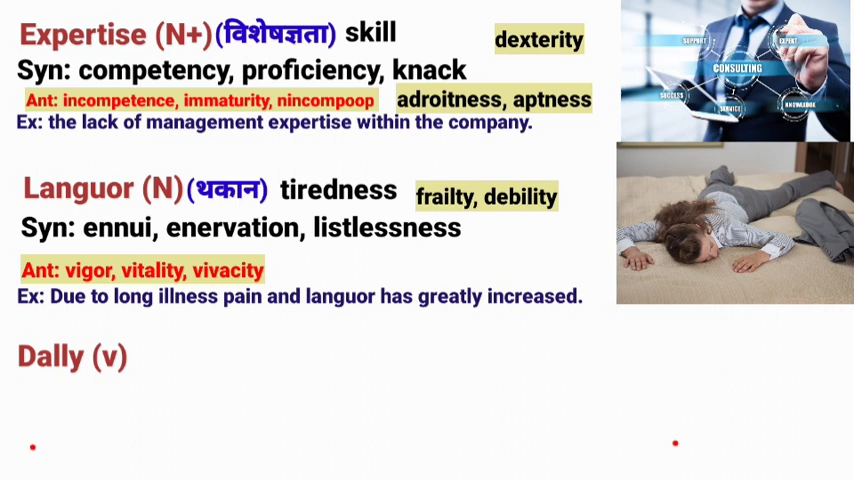 Expertise (N+)(विशेषज्ञता) skill
dexterity
Syn: competency, proficiency, knack
Ant: incompetence, immaturity, nincompoop
adroitness, aptness
Ex: the lack of management expertise within the company.
SUPPORT
EXPERT
CONSULTING
SUCCESS
SERVICE
KNOWLEDGE
Languor (N)(थकान) tiredness
frailty, debility
Syn: ennui, enervation, listlessness
Ant: vigor, vitality, vivacity
Ex: Due to long illness pain and languor has greatly increased.
Dally (v)